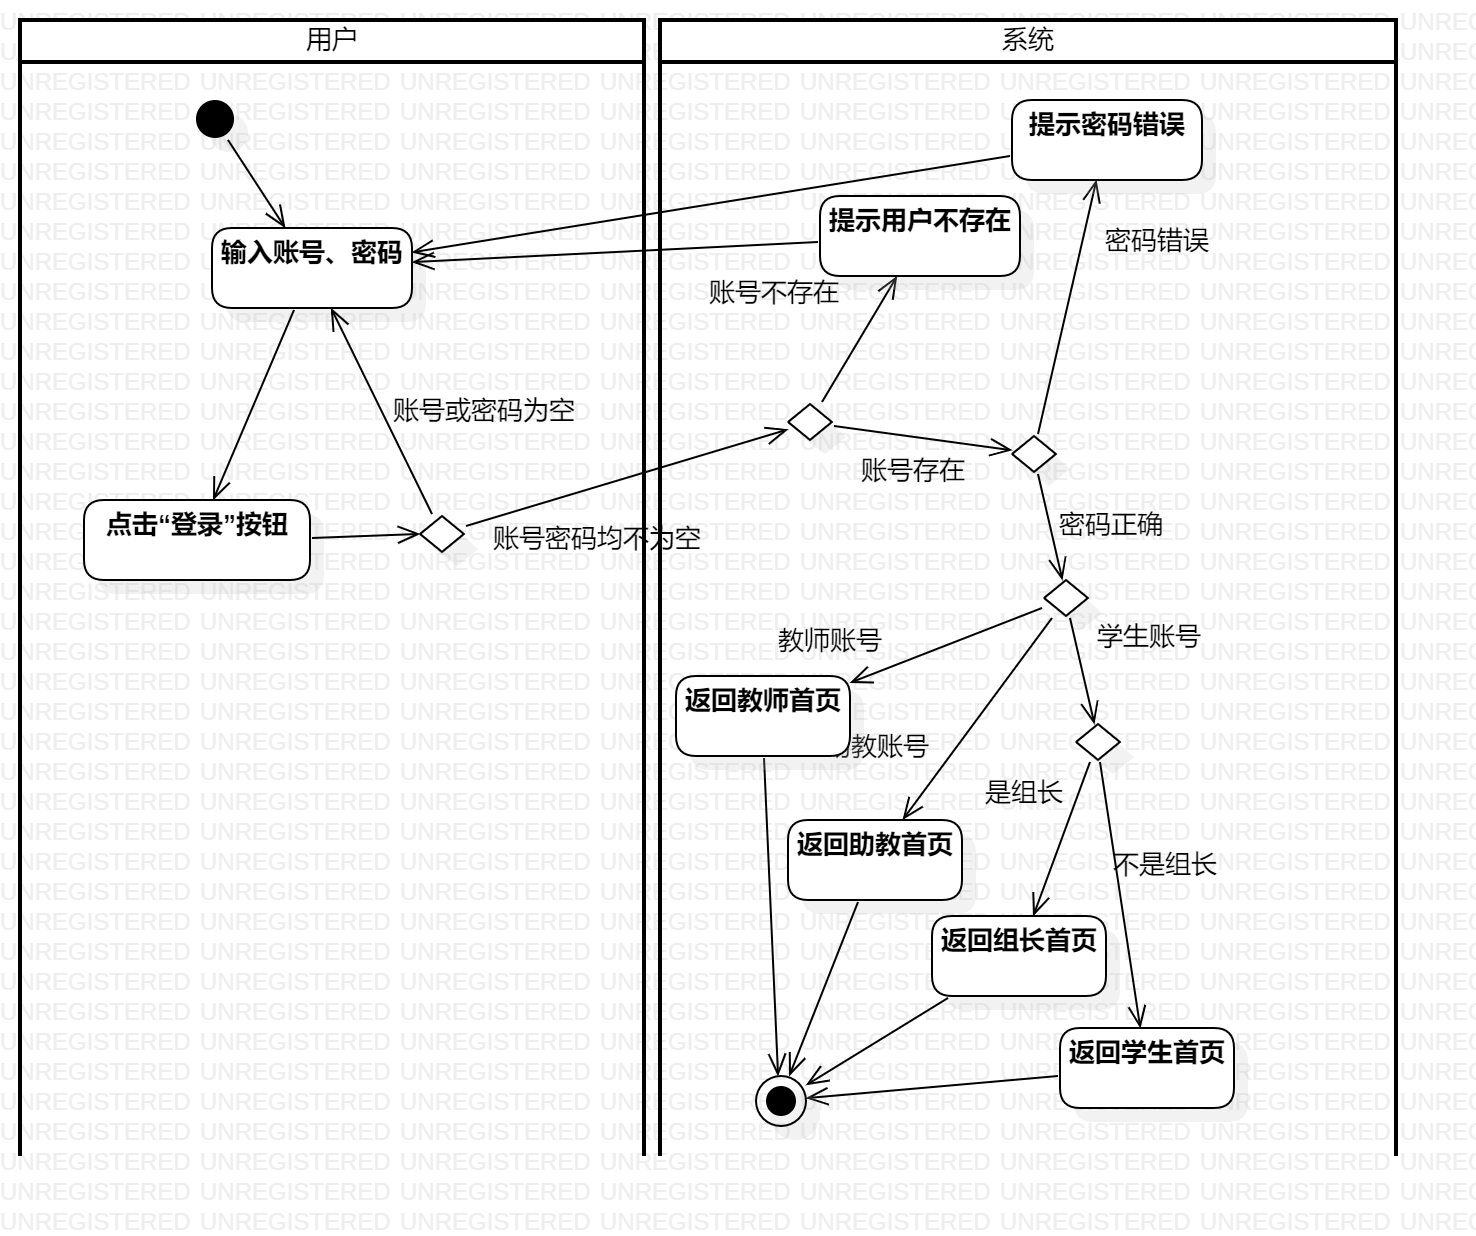 用户
系统
提示密码错误
提示用户不存在
密码错误
输入账号、密码
账号不存在
账号或密码为空
账号存在
点击“登录”按钮
账号密码均不为空
密码正确
教师账号
学生账号
返回教师首页
教账号
是组长
返回助教首页
不是组长
返回组长首页
返回学生首页
UNREGISTERED